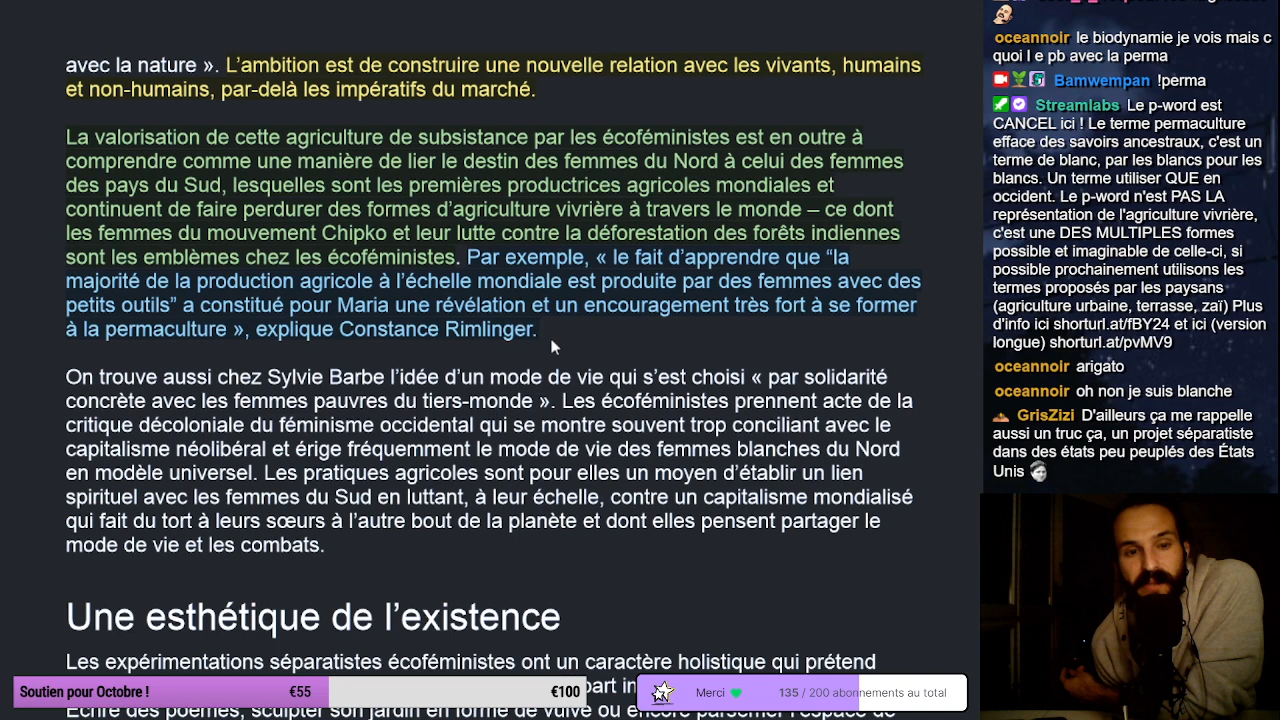 avec la nature ». L’ambition est de construire une nouvelle relation avec les vivants, humains
et non-humains, par-delà les impératifs du marché.
La valorisation de cette agriculture de subsistance par les écoféministes est en outre à
comprendre comme une manière de lier le destin des femmes du Nord à celui des femmes
des pays du Sud, lesquelles sont les premières productrices agricoles mondiales et
continuent de faire perdurer des formes d’agriculture vivrière à travers le monde – ce dont
les femmes du mouvement Chipko et leur lutte contre la déforestation des forêts indiennes
sont les emblèmes chez les écoféministes. Par exemple, « le fait d’apprendre que “la
majorité de la production agricole à l’échelle mondiale est produite par des femmes avec des
petits outils” a constitué pour Maria une révélation et un encouragement très fort à se former
à la permaculture », explique Constance Rimlinger.
On trouve aussi chez Sylvie Barbe l’idée d’un mode de vie qui s’est choisi « par solidarité
concrète avec les femmes pauvres du tiers-monde ». Les écoféministes prennent acte de la
critique décoloniale du féminisme occidental qui se montre souvent trop conciliant avec le
capitalisme néolibéral et érige fréquemment le mode de vie des femmes blanches du Nord
en modèle universel. Les pratiques agricoles sont pour elles un moyen d’établir un lien
spirituel avec les femmes du Sud en luttant, à leur échelle, contre un capitalisme mondialisé
qui fait du tort à leurs sœurs à l’autre bout de la planète et dont elles pensent partager le
mode de vie et les combats.
Une esthétique de l’existence
Les expérimentations séparatistes écoféministes ont un caractère holistique qui prétend
part
Écrire des poèmes, sculpter son jardin en forme de vulve ou encore parsemer l’espace de
Soutien pour Octobre ! €55 €100
Merci 135 / 200 abonnements au total
oceannoir le biodynamie je vois mais c
quoi l e pb avec la perma
Bamwempan !perma
Streamlabs Le p-word est
CANCEL ici ! Le terme permaculture
efface des savoirs ancestraux, c'est un
terme de blanc, par les blancs pour les
blancs. Un terme utiliser QUE en
occident. Le p-word n'est PAS LA
représentation de l'agriculture vivrière,
c'est une DES MULTIPLES formes
possible et imaginable de celle-ci, si
possible prochainement utilisons les
termes proposés par les paysans
(agriculture urbaine, terrasse, zaï) Plus
d'info ici shorturl.at/fBY24 et ici (version
longue) shorturl.at/pvMV9
oceannoir arigato
oceannoir oh non je suis blanche
GrisZizi D'ailleurs ça me rappelle
aussi un truc ça, un projet séparatiste
dans des états peu peuplés des États
Unis